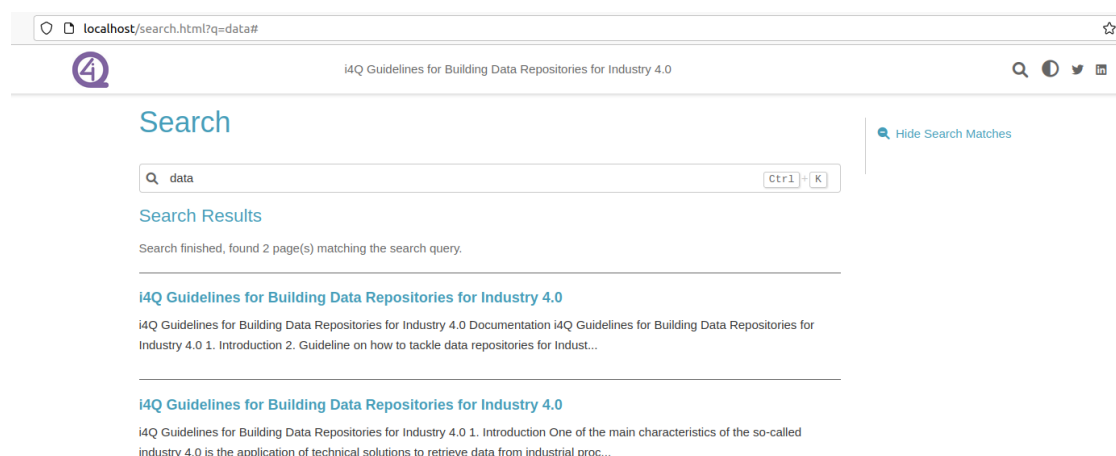 localhost/search.html?q=data#
i4Q Guidelines for Building Data Repositories for Industry 4.0
Search
Hide Search Matches
data
Ctrl + K
Search Results
Search finished, found 2 page(s) matching the search query.
i4Q Guidelines for Building Data Repositories for Industry 4.0
i4Q Guidelines for Building Data Repositories for Industry 4.0 Documentation i4Q Guidelines for Building Data Repositories for
Industry 4.0 1. Introduction 2. Guideline on how to tackle data repositories for Indust...
i4Q Guidelines for Building Data Repositories for Industry 4.0
i4Q Guidelines for Building Data Repositories for Industry 4.0 1. Introduction One of the main characteristics of the so-called
industry 4.0 is the application of technical solutions to retrieve data from industrial proc...